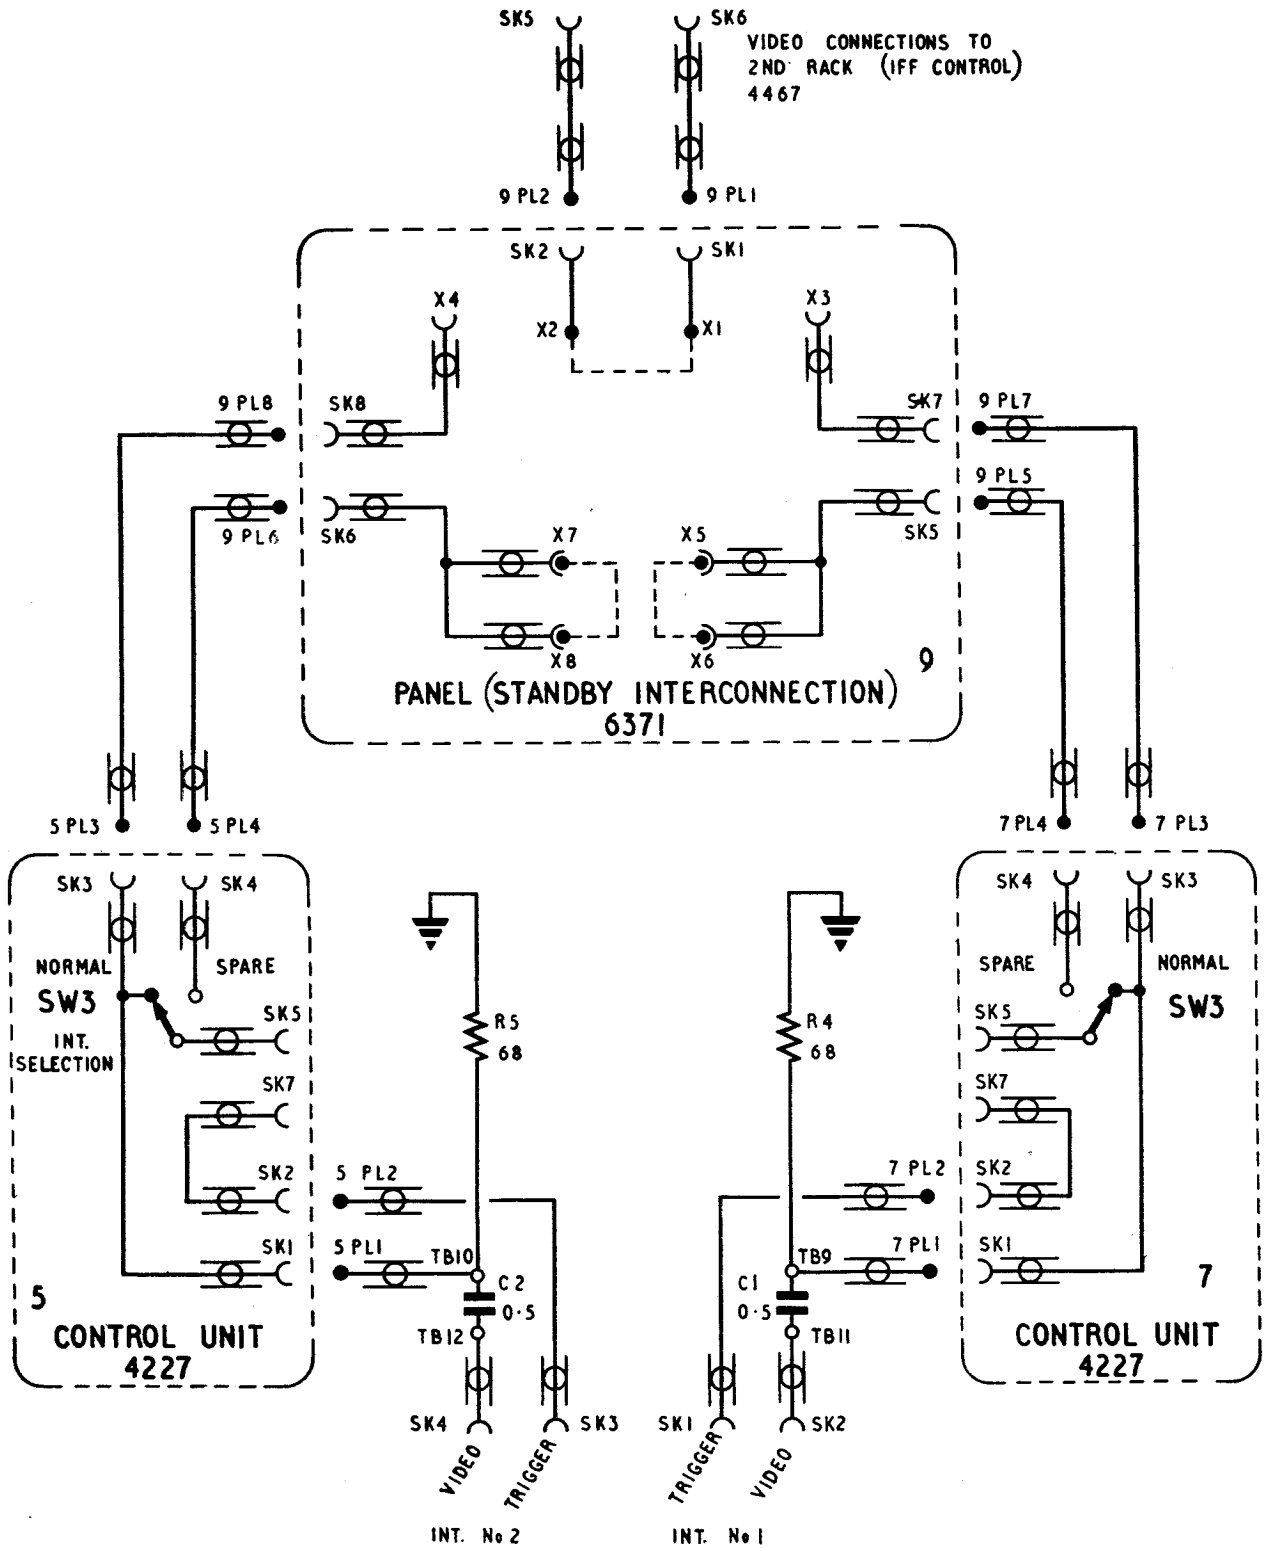 SK5
SK6
VIDEO CONNECTIONS TO
2ND RACK (IFF CONTROL)
4467
9 PL2
9 PL1
SK2
SK1
X4
X3
X2
X1
9 PL8
SK8
SK7
9 PL7
9 PL5
9 PL6
SK6
X7
X5
SK5
X8
X6
9
PANEL (STANDBY INTERCONNECTION)
6371
5 PL3
5 PL4
7 PL4
7 PL3
SK3
SK4
SK4
SK3
NORMAL
SPARE
SPARE
NORMAL
SW3
SW3
SK5
SK5
INT.
SELECTION
R5
68
R4
68
SK7
SK7
SK2
5 PL2
7 PL2
SK2
SK1
5 PL1
TB10
TB9
7 PL1
SK1
C2
0·5
C1
0·5
5
7
TB12
TB11
CONTROL UNIT
4227
CONTROL UNIT
4227
SK4
SK3
SK1
SK2
VIDEO
TRIGGER
TRIGGER
VIDEO
INT. No 2
INT. No 1